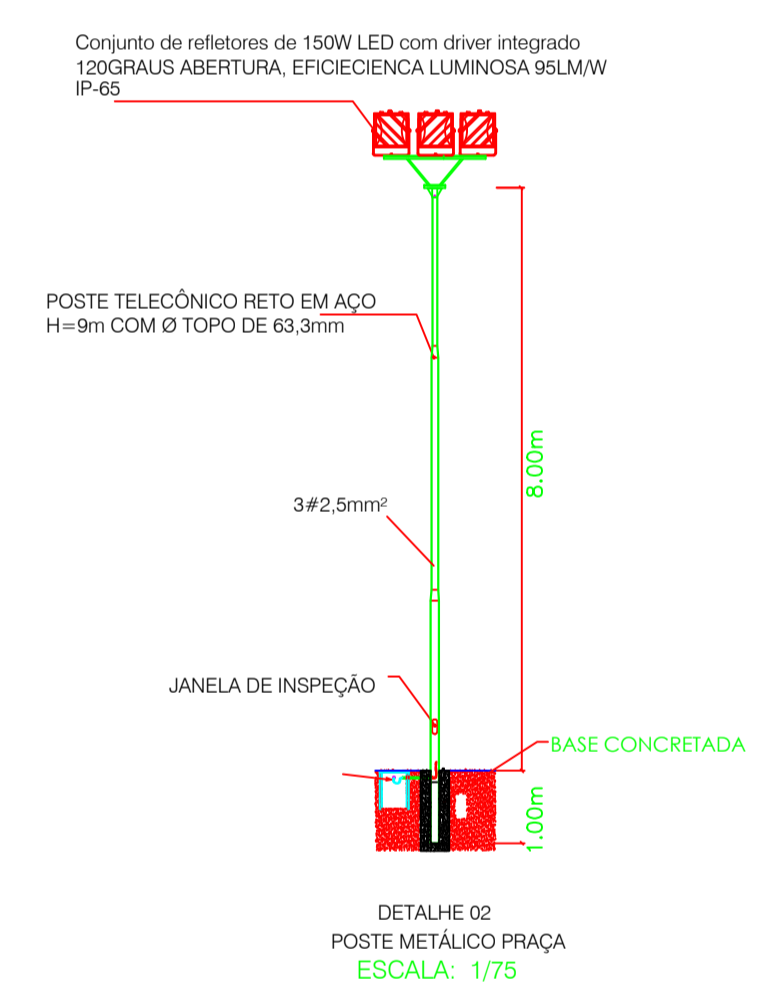 Conjunto de refletores de 150W LED com driver integrado
120GRAUS ABERTURA, EFICIECIENCA LUMINOSA 95LM/W
IP-65
POSTE TELECÔNICO RETO EM AÇO
H=9m COM Ø TOPO DE 63,3mm
8.00m
3#2,5mm²
JANELA DE INSPEÇÃO
BASE CONCRETADA
1.00m
DETALHE 02
POSTE METÁLICO PRAÇA
ESCALA: 1/75